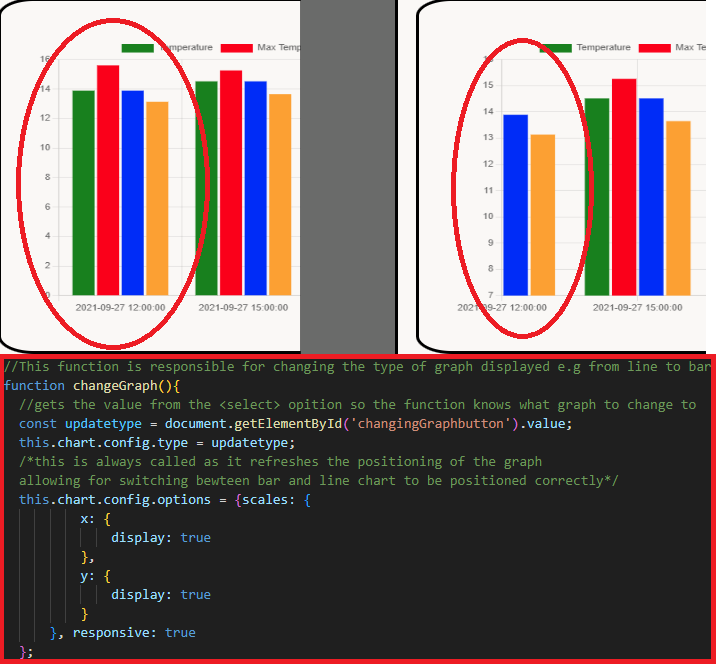 Temperature Max Temp
16
14
12
10
8
6
4
2
0
2021-09-27 12:00:00 2021-09-27 15:00:00
Temperature Max Te
15
14
13
12
11
10
9
8
7
2021-09-27 12:00:00 2021-09-27 15:00:00
//This function is responsible for changing the type of graph displayed e.g from line to bar
function changeGraph(){
//gets the value from the <select> opition so the function knows what graph to change to
const updatetype = document.getElementById('changingGraphbutton').value;
this.chart.config.type = updatetype;
/*this is always called as it refreshes the positioning of the graph
allowing for switching bewteen bar and line chart to be positioned correctly*/
this.chart.config.options = {scales: {
x: {
display: true
},
y: {
display: true
}
}, responsive: true
};